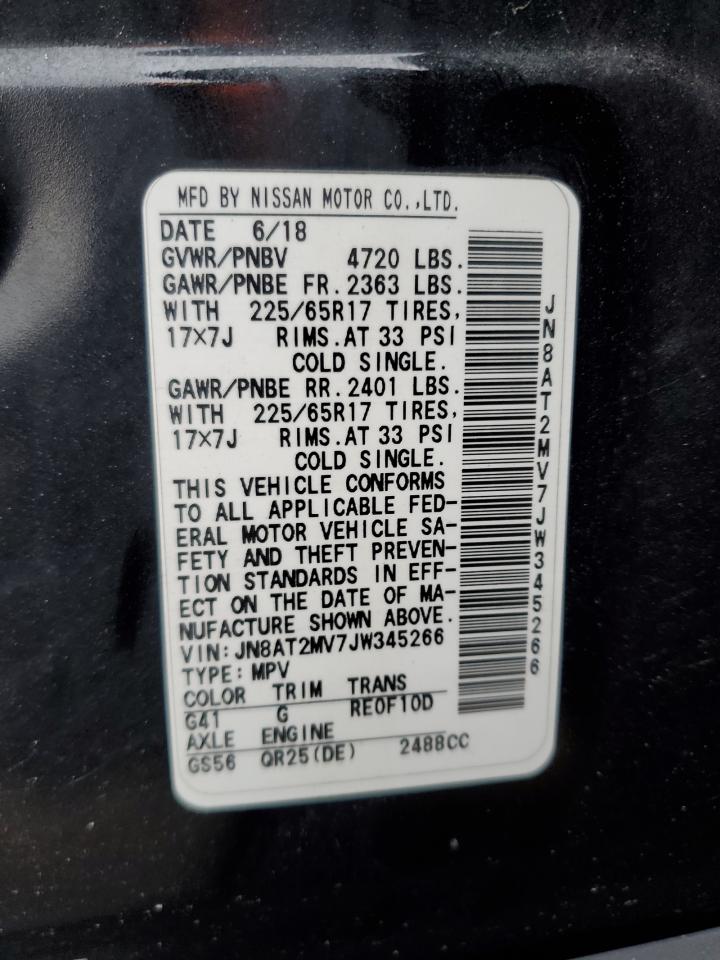 MFD BY NISSAN MOTOR CO.,LTD.
DATE 6/18
GVWR/PNBV 4720 LBS.
GAWR/PNBE FR. 2363 LBS.
WITH 225/65R17 TIRES,
17×7J RIMS.AT 33 PSI
COLD SINGLE.
GAWR/PNBE RR. 2401 LBS.
WITH 225/65R17 TIRES,
17×7J RIMS.AT 33 PSI
COLD SINGLE.
THIS VEHICLE CONFORMS
TO ALL APPLICABLE FED-
ERAL MOTOR VEHICLE SA-
FETY AND THEFT PREVEN-
TION STANDARDS IN EFF-
ECT ON THE DATE OF MA-
NUFACTURE SHOWN ABOVE.
VIN: JN8AT2MV7JW345266
TYPE: MPV
COLOR TRIM TRANS
G41 G RE0F10D
AXLE ENGINE
GS56 QR25(DE) 2488CC
JN8AT2MV7JW345266